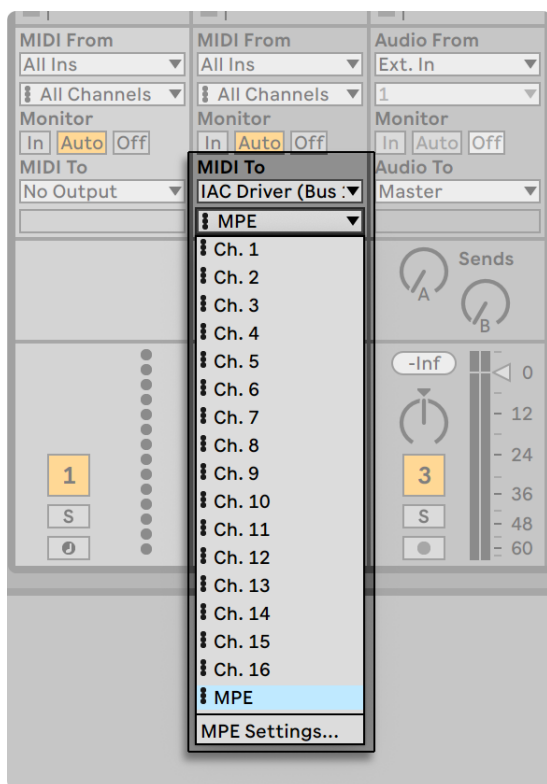 MIDI From
All Ins
All Channels
Monitor
In Auto Off
MIDI To
No Output
1
S
MIDI From
All Ins
All Channels
Monitor
In Auto Off
MIDI To
IAC Driver (Bus
MPE
Ch. 1
Ch. 2
Ch. 3
Ch. 4
Ch. 5
Ch. 6
Ch. 7
Ch. 8
Ch. 9
Ch. 10
Ch. 11
Ch. 12
Ch. 13
Ch. 14
Ch. 15
Ch. 16
MPE
MPE Settings...
Audio From
Ext. In
1
Monitor
In Auto Off
Audio To
Master
Sends
A
B
-Inf
0
12
24
36
48
60
3
S